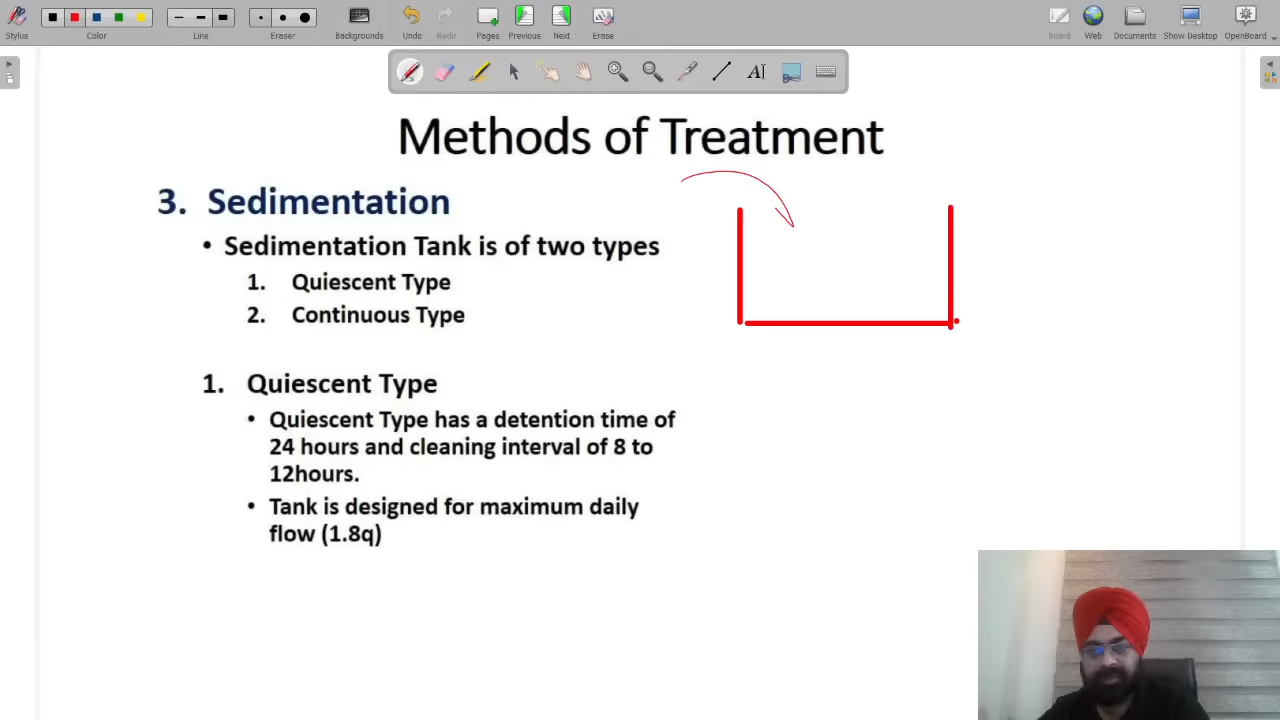 Stylus
Color
Line
Eraser
Backgrounds
Undo
Redo
Pages
Previous
Next
Erase
Board
Web
Documents
Show Desktop
OpenBoard
Methods of Treatment
3. Sedimentation
• Sedimentation Tank is of two types
1. Quiescent Type
2. Continuous Type
1. Quiescent Type
• Quiescent Type has a detention time of
24 hours and cleaning interval of 8 to
12hours.
• Tank is designed for maximum daily
flow (1.8q)